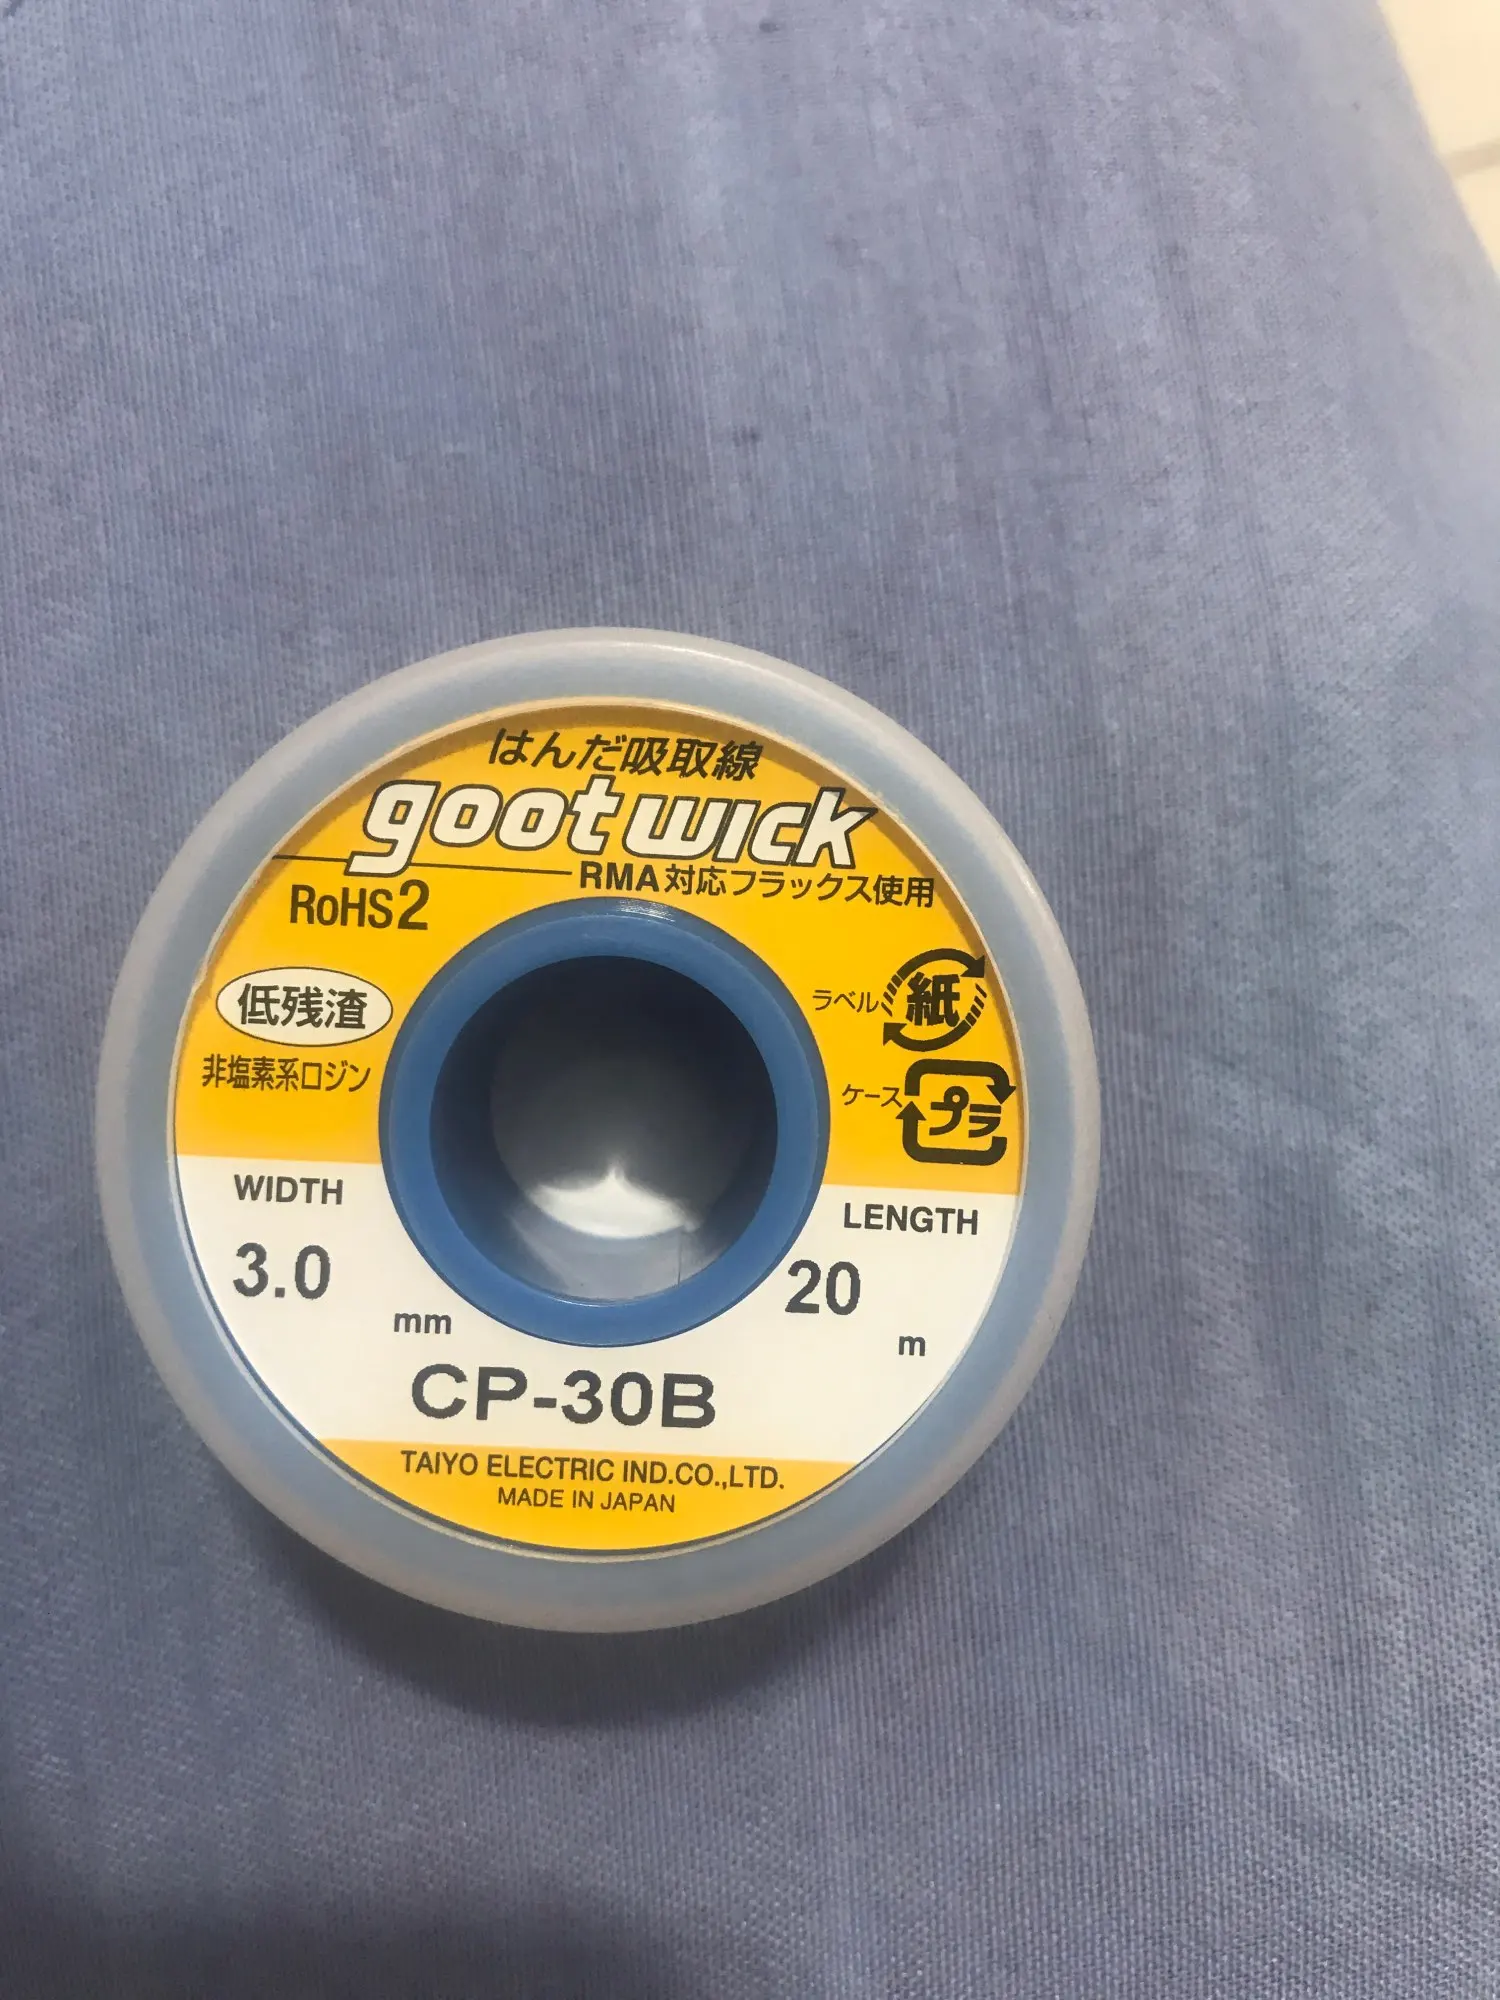 はんだ吸取線
goot wick
RMA対応フラックス使用
RoHS2
低残渣
非塩素系ロジン
ラベル 紙
ケース プラ
WIDTH
3.0 mm
LENGTH
20 m
CP-30B
TAIYO ELECTRIC IND.CO.,LTD.
MADE IN JAPAN